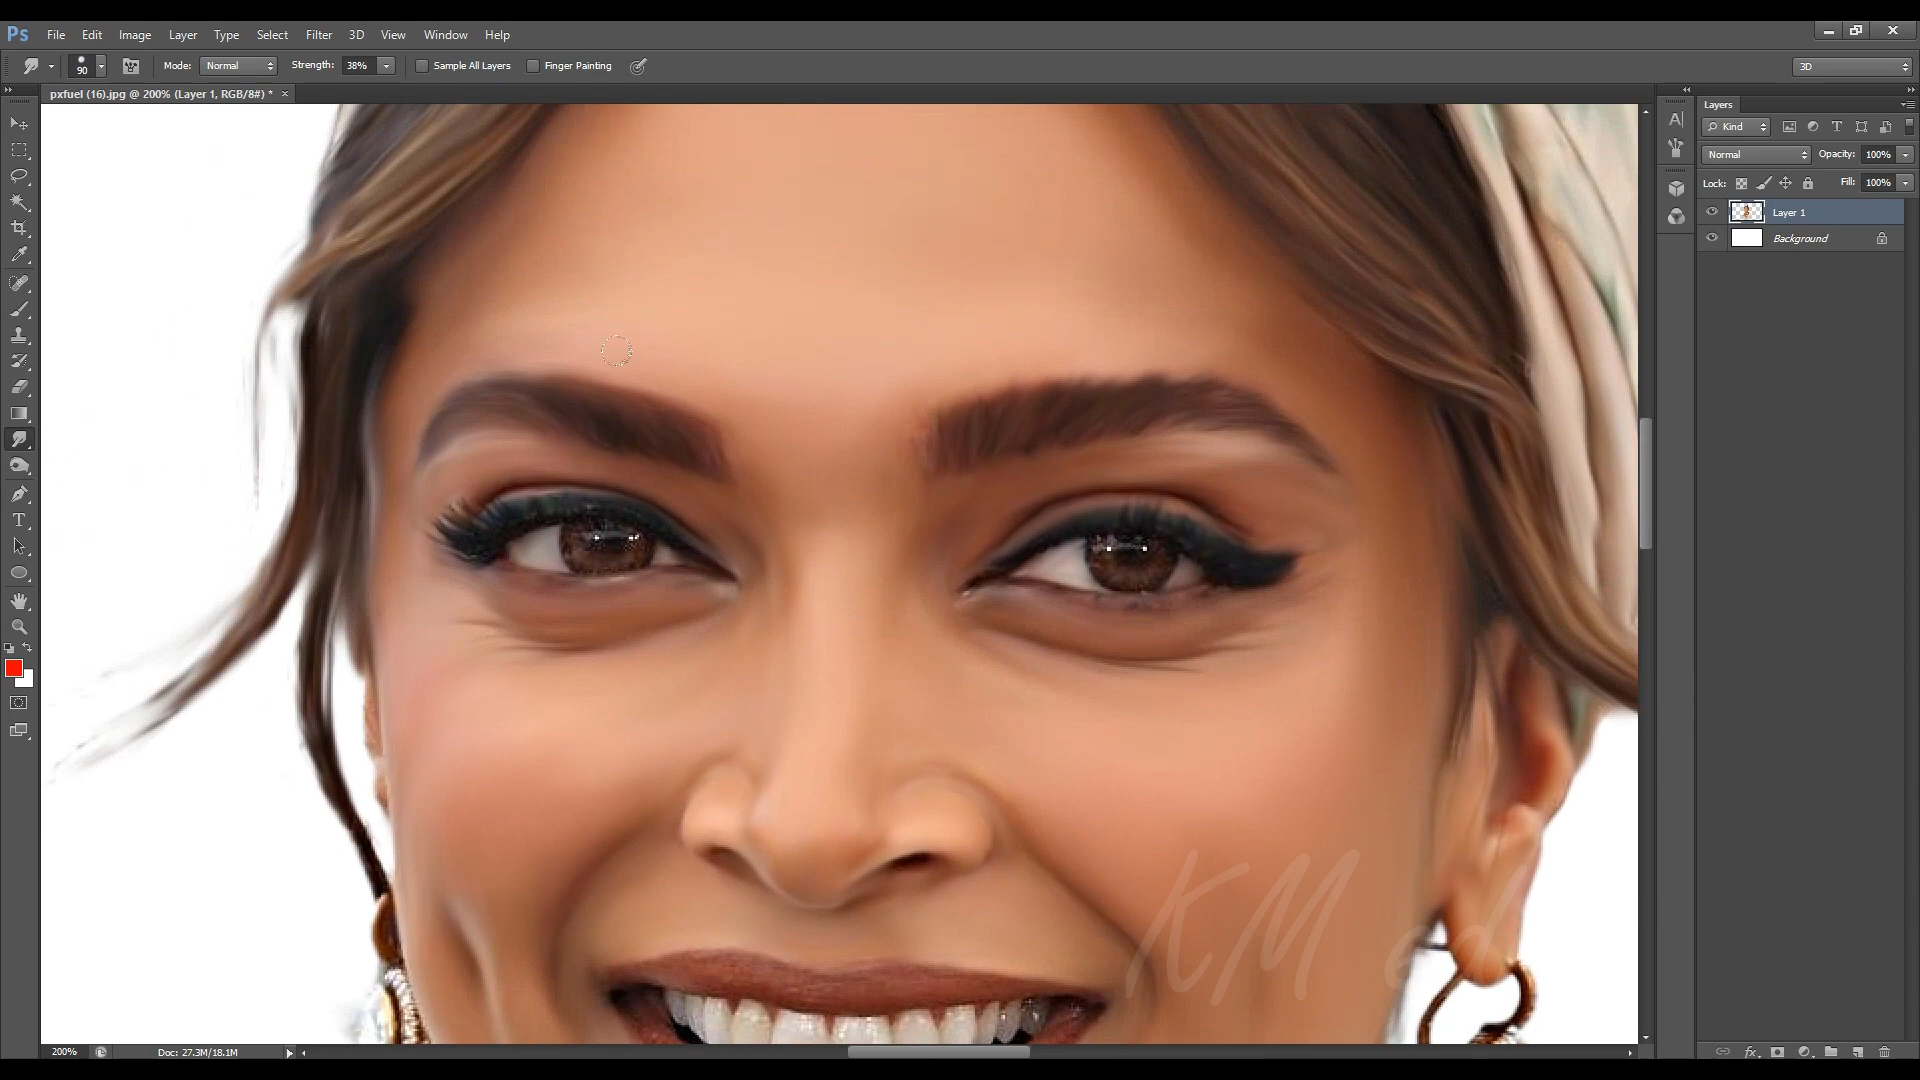 Ps File Edit Image Layer Type Select Filter 3D View Window Help
90 Mode: Normal Strength: 38% Sample All Layers Finger Painting 3D
pxfuel (16).jpg @ 200% (Layer 1, RGB/8#) * ×
Layers
Kind
Normal Opacity: 100%
Lock: Fill: 100%
Layer 1
Background
KM ed
200% Doc: 27.3M/18.1M